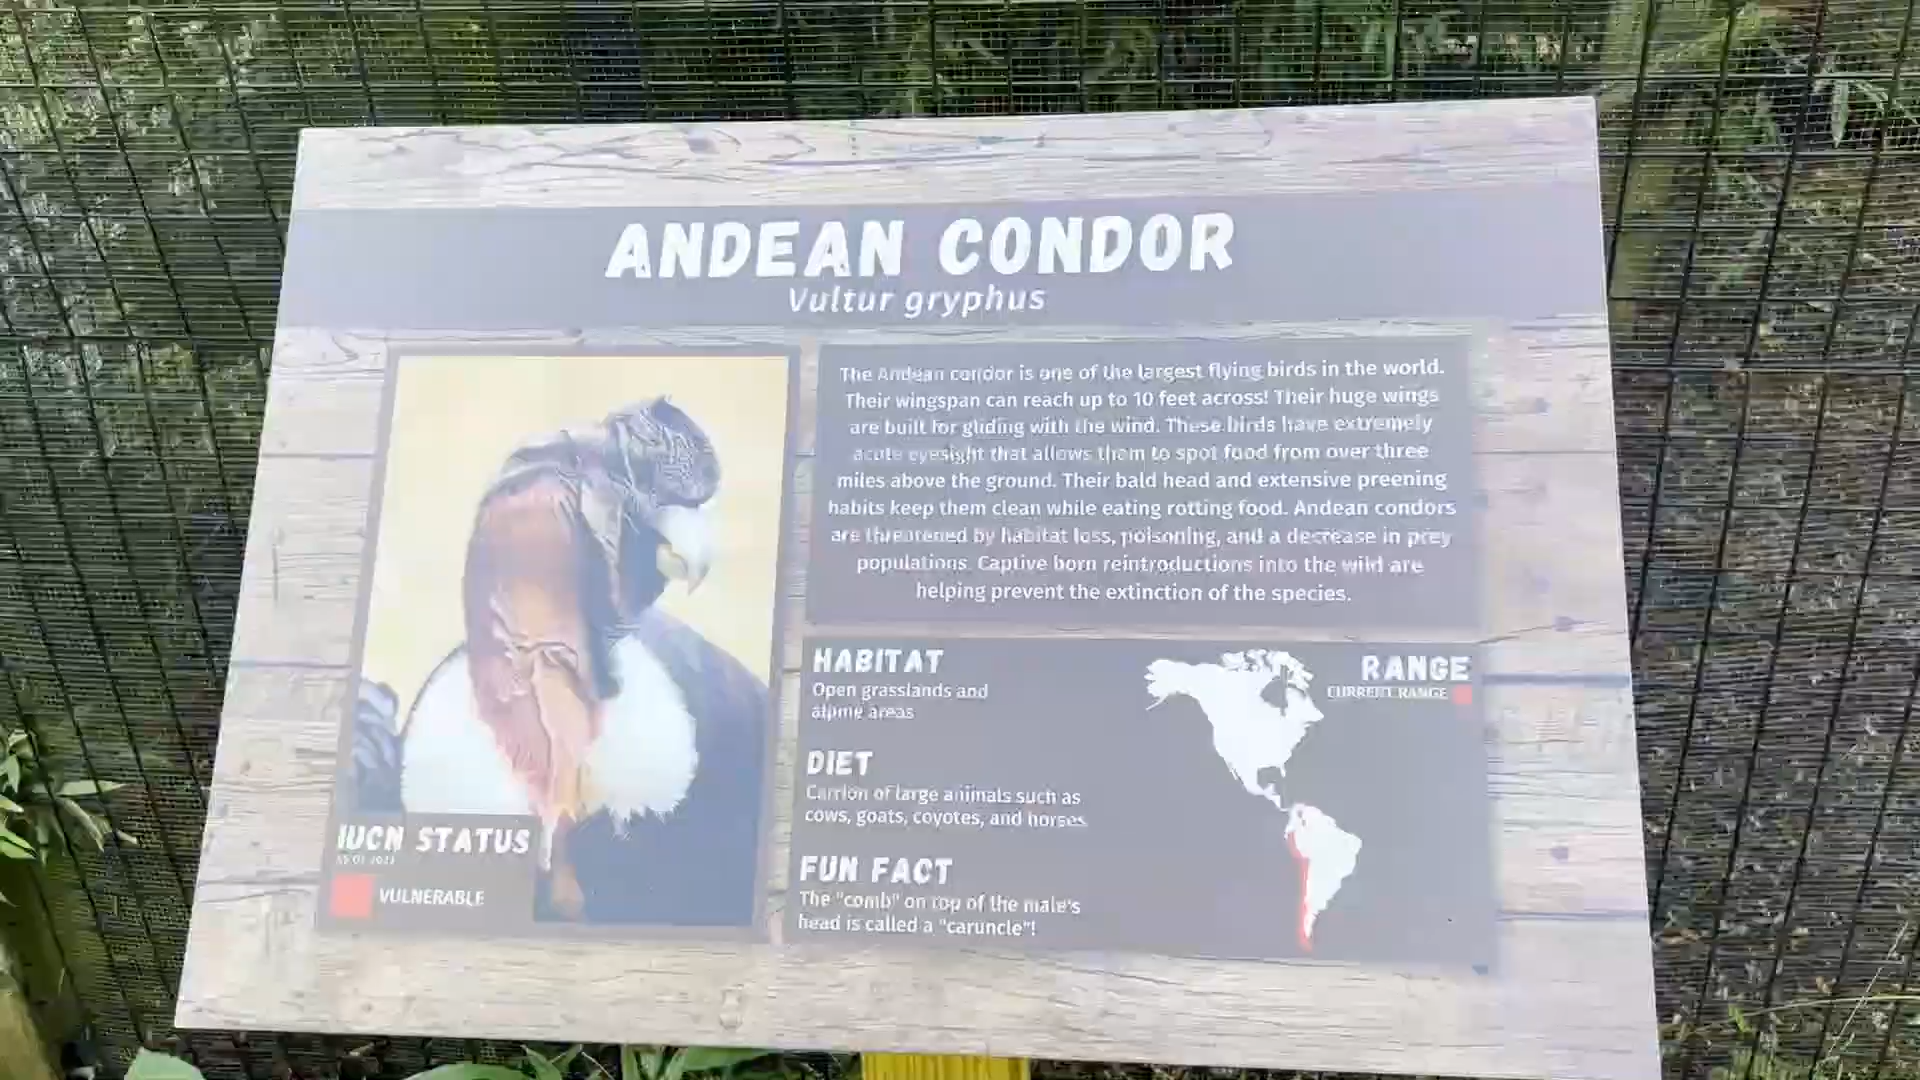 ANDEAN CONDOR
Vultur gryphus
The Andean condor is one of the largest flying birds in the world.
Their wingspan can reach up to 10 feet across! Their huge wings
are built for gliding with the wind. These birds have extremely
acute eyesight that allows them to spot food from over three
miles above the ground. Their bald head and extensive preening
habits keep them clean while eating rotting food. Andean condors
are threatened by habitat loss, poisoning, and a decrease in prey
populations. Captive born reintroductions into the wild are
helping prevent the extinction of the species.
HABITAT
Open grasslands and
alpine areas
DIET
Carrion of large animals such as
cows, goats, coyotes, and horses
FUN FACT
The "comb" on top of the male's
head is called a "caruncle"!
RANGE
CURRENT RANGE
IUCN STATUS
VULNERABLE